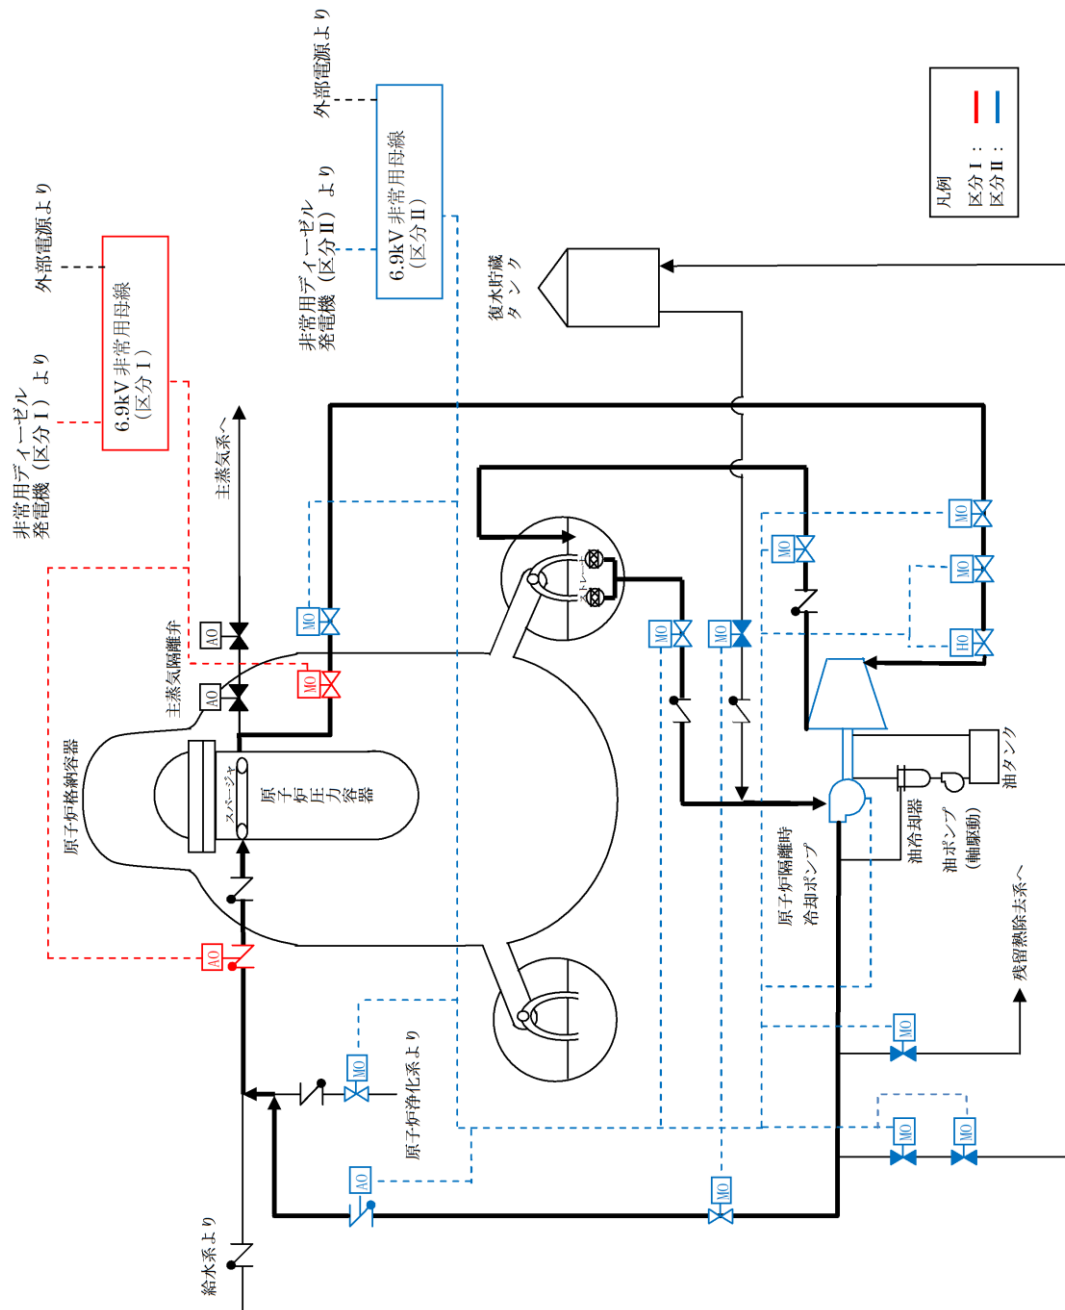 非常用ディーゼル
発電機（区分Ⅰ）より
外部電源より
6.9kV 非常用母線
（区分Ⅰ）
非常用ディーゼル
発電機（区分Ⅱ）より
外部電源より
6.9kV 非常用母線
（区分Ⅱ）
主蒸気系へ
主蒸気隔離弁
AO
AO
MO
MO
原子炉格納容器
スパージャ
原子炉圧力容器
AO
給水系より
MO
原子炉浄化系より
AO
MO
ストレーナ
復水貯蔵
タンク
MO
MO
MO
MO
MO
HO
原子炉隔離時
冷却ポンプ
油冷却器
油ポンプ
（軸駆動）
油タンク
MO
残留熱除去系へ
MO
MO
凡例
区分Ⅰ：
区分Ⅱ：